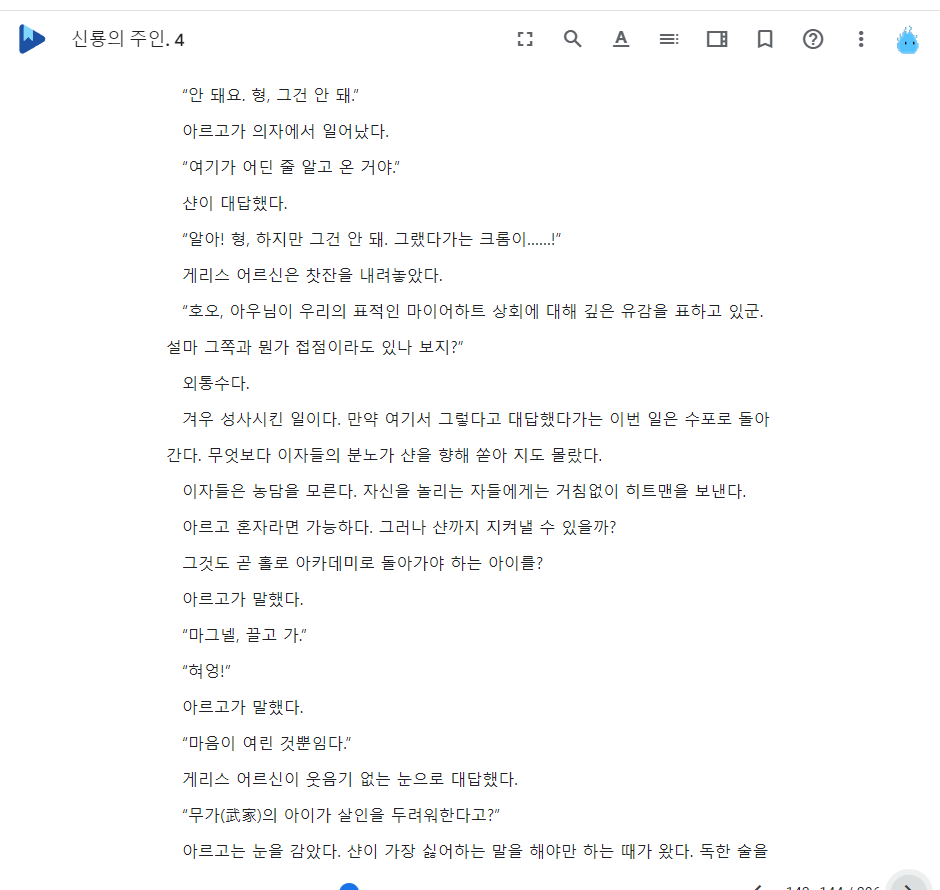 신룡의 주인. 4
“안 돼요. 형, 그건 안 돼.”
아르고가 의자에서 일어났다.
“여기가 어딘 줄 알고 온 거야.”
샨이 대답했다.
“알아! 형, 하지만 그건 안 돼. 그랬다가는 크롬이……!”
게리스 어르신은 찻잔을 내려놓았다.
“호오, 아우님이 우리의 표적인 마이어하트 상회에 대해 깊은 유감을 표하고 있군.
설마 그쪽과 뭔가 접점이라도 있나 보지?”
외통수다.
겨우 성사시킨 일이다. 만약 여기서 그렇다고 대답했다가는 이번 일은 수포로 돌아
간다. 무엇보다 이자들의 분노가 샨을 향해 쏟아 지도 몰랐다.
이자들은 농담을 모른다. 자신을 놀리는 자들에게는 거침없이 히트맨을 보낸다.
아르고 혼자라면 가능하다. 그러나 샨까지 지켜낼 수 있을까?
그것도 곧 홀로 아카데미로 돌아가야 하는 아이를?
아르고가 말했다.
“마그넬, 끌고 가.”
“혀엉!”
아르고가 말했다.
“마음이 여린 것뿐임다.”
게리스 어르신이 웃음기 없는 눈으로 대답했다.
“무가(武家)의 아이가 살인을 두려워한다고?”
아르고는 눈을 감았다. 샨이 가장 싫어하는 말을 해야만 하는 때가 왔다. 독한 술을